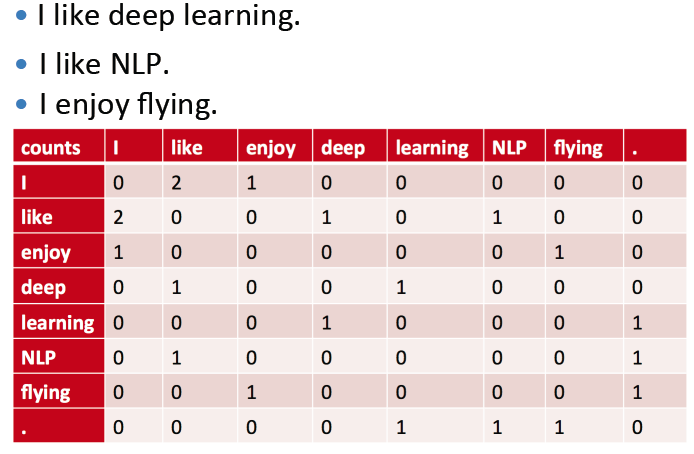 • I like deep learning.
• I like NLP.
• I enjoy flying.
counts I like enjoy deep learning NLP flying .
I 0 2 1 0 0 0 0 0
like 2 0 0 1 0 1 0 0
enjoy 1 0 0 0 0 0 1 0
deep 0 1 0 0 1 0 0 0
learning 0 0 0 1 0 0 0 1
NLP 0 1 0 0 0 0 0 1
flying 0 0 1 0 0 0 0 1
. 0 0 0 0 1 1 1 0